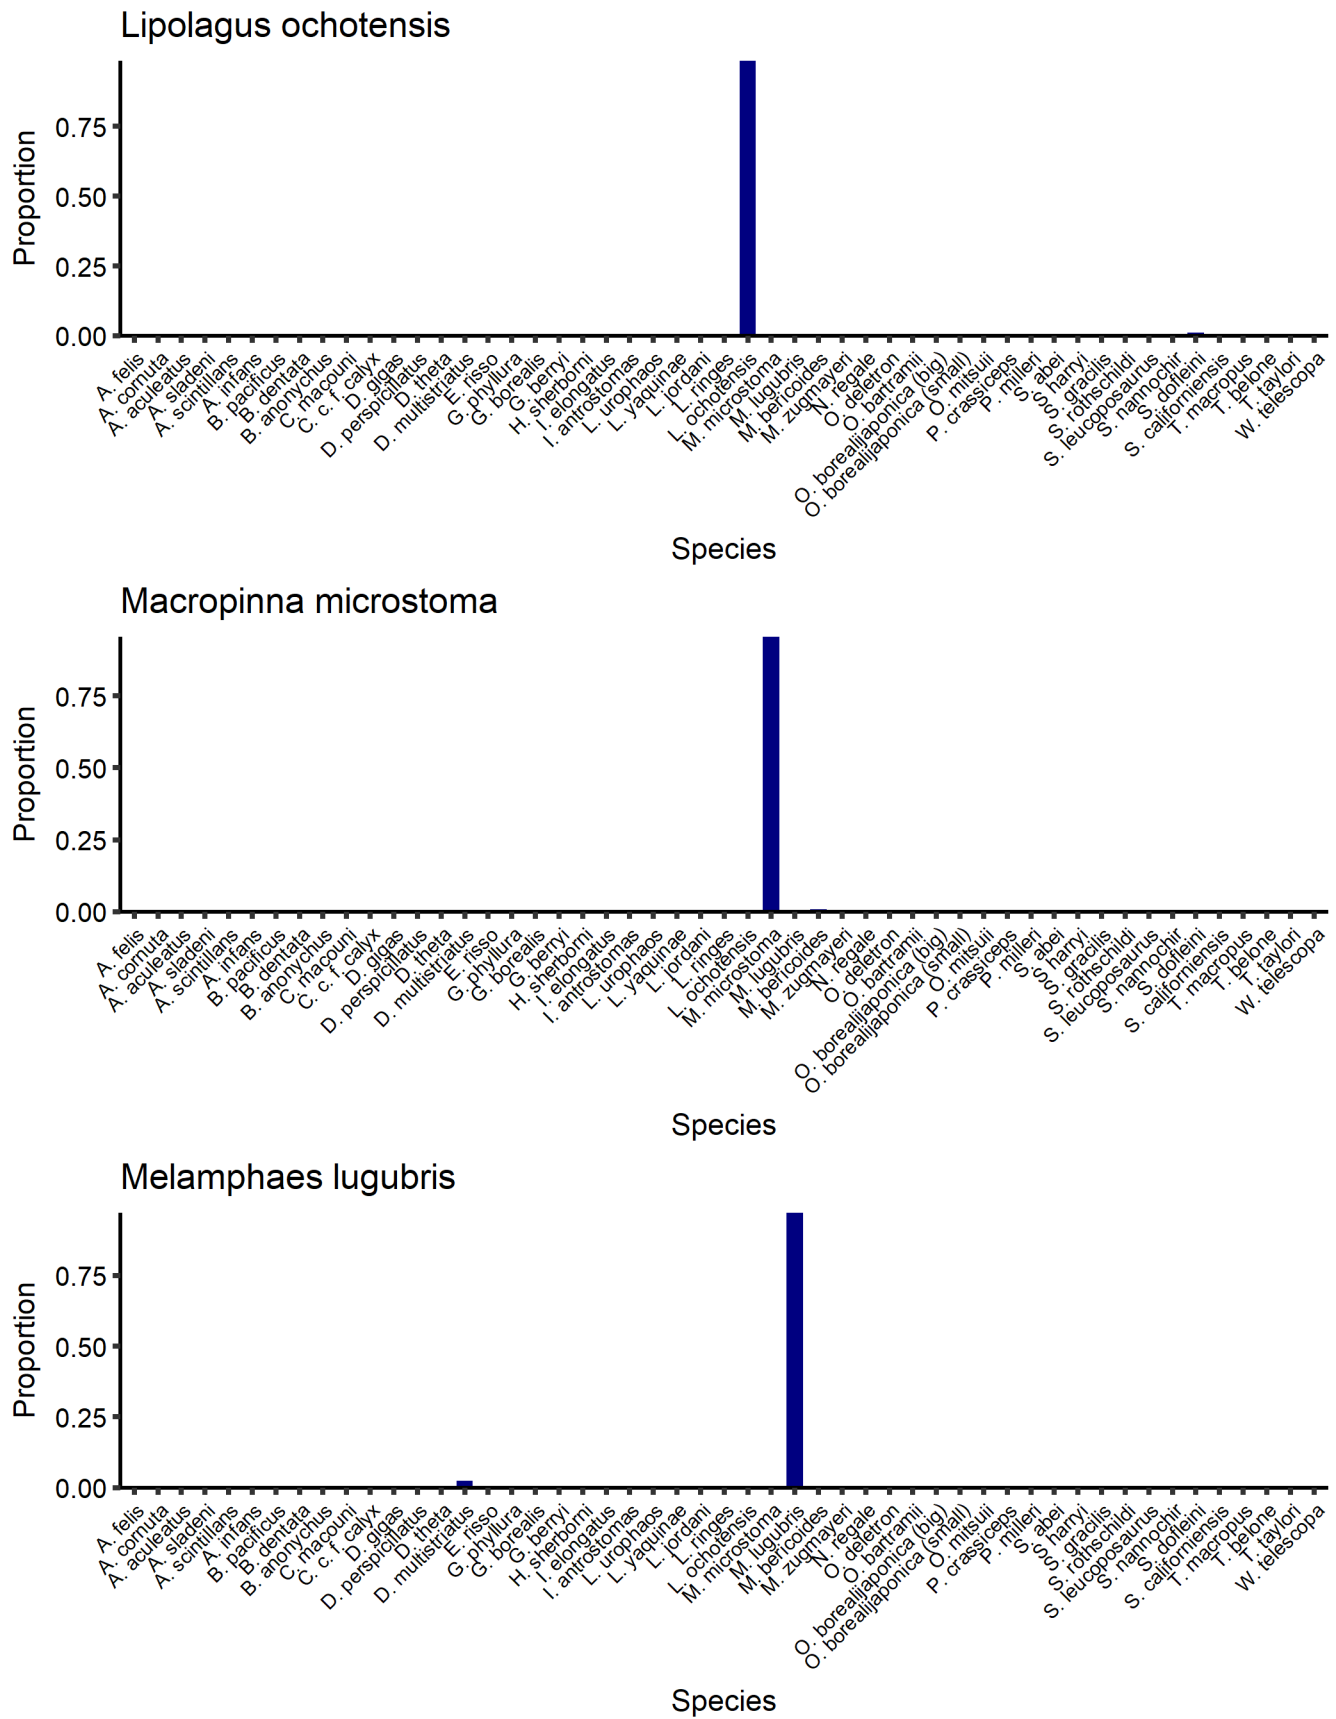 Lipolagus ochotensis
Proportion
0.75
0.50
0.25
0.00
A. felis
A. cornuta
A. aculeatus
A. sladeni
A. scintillans
A. infans
B. pacificus
B. dentata
B. anonychus
C. macouni
C. c. f calyx
D. gigas
D. perspicillatus
D. theta
D. multistriatus
E. risso
G. phyllura
G. borealis
G. berryi
H. sherborni
I. elongatus
I. antrostomas
L. urophaos
L. yaquinae
L. jordani
L. ringes
L. ochotensis
M. microstoma
M. lugubris
M. bericoides
M. zugmayeri
N. regale
O. deletron
O. bartramii
O. borealijaponica (big)
O. borealijaponica (small)
O. mitsuii
P. crassiceps
P. milleri
S. abei
S. harryi
S. gracilis
S. rothschildi
S. leucoposaurus
S. nannochir
S. dofleini
S. californiensis
T. macropus
T. belone
T. taylori
W. telescopa
Species
Macropinna microstoma
Proportion
0.75
0.50
0.25
0.00
A. felis
A. cornuta
A. aculeatus
A. sladeni
A. scintillans
A. infans
B. pacificus
B. dentata
B. anonychus
C. macouni
C. c. f calyx
D. gigas
D. perspicillatus
D. theta
D. multistriatus
E. risso
G. phyllura
G. borealis
G. berryi
H. sherborni
I. elongatus
I. antrostomas
L. urophaos
L. yaquinae
L. jordani
L. ringes
L. ochotensis
M. microstoma
M. lugubris
M. bericoides
M. zugmayeri
N. regale
O. deletron
O. bartramii
O. borealijaponica (big)
O. borealijaponica (small)
O. mitsuii
P. crassiceps
P. milleri
S. abei
S. harryi
S. gracilis
S. rothschildi
S. leucoposaurus
S. nannochir
S. dofleini
S. californiensis
T. macropus
T. belone
T. taylori
W. telescopa
Species
Melamphaes lugubris
Proportion
0.75
0.50
0.25
0.00
A. felis
A. cornuta
A. aculeatus
A. sladeni
A. scintillans
A. infans
B. pacificus
B. dentata
B. anonychus
C. macouni
C. c. f calyx
D. gigas
D. perspicillatus
D. theta
D. multistriatus
E. risso
G. phyllura
G. borealis
G. berryi
H. sherborni
I. elongatus
I. antrostomas
L. urophaos
L. yaquinae
L. jordani
L. ringes
L. ochotensis
M. microstoma
M. lugubris
M. bericoides
M. zugmayeri
N. regale
O. deletron
O. bartramii
O. borealijaponica (big)
O. borealijaponica (small)
O. mitsuii
P. crassiceps
P. milleri
S. abei
S. harryi
S. gracilis
S. rothschildi
S. leucoposaurus
S. nannochir
S. dofleini
S. californiensis
T. macropus
T. belone
T. taylori
W. telescopa
Species